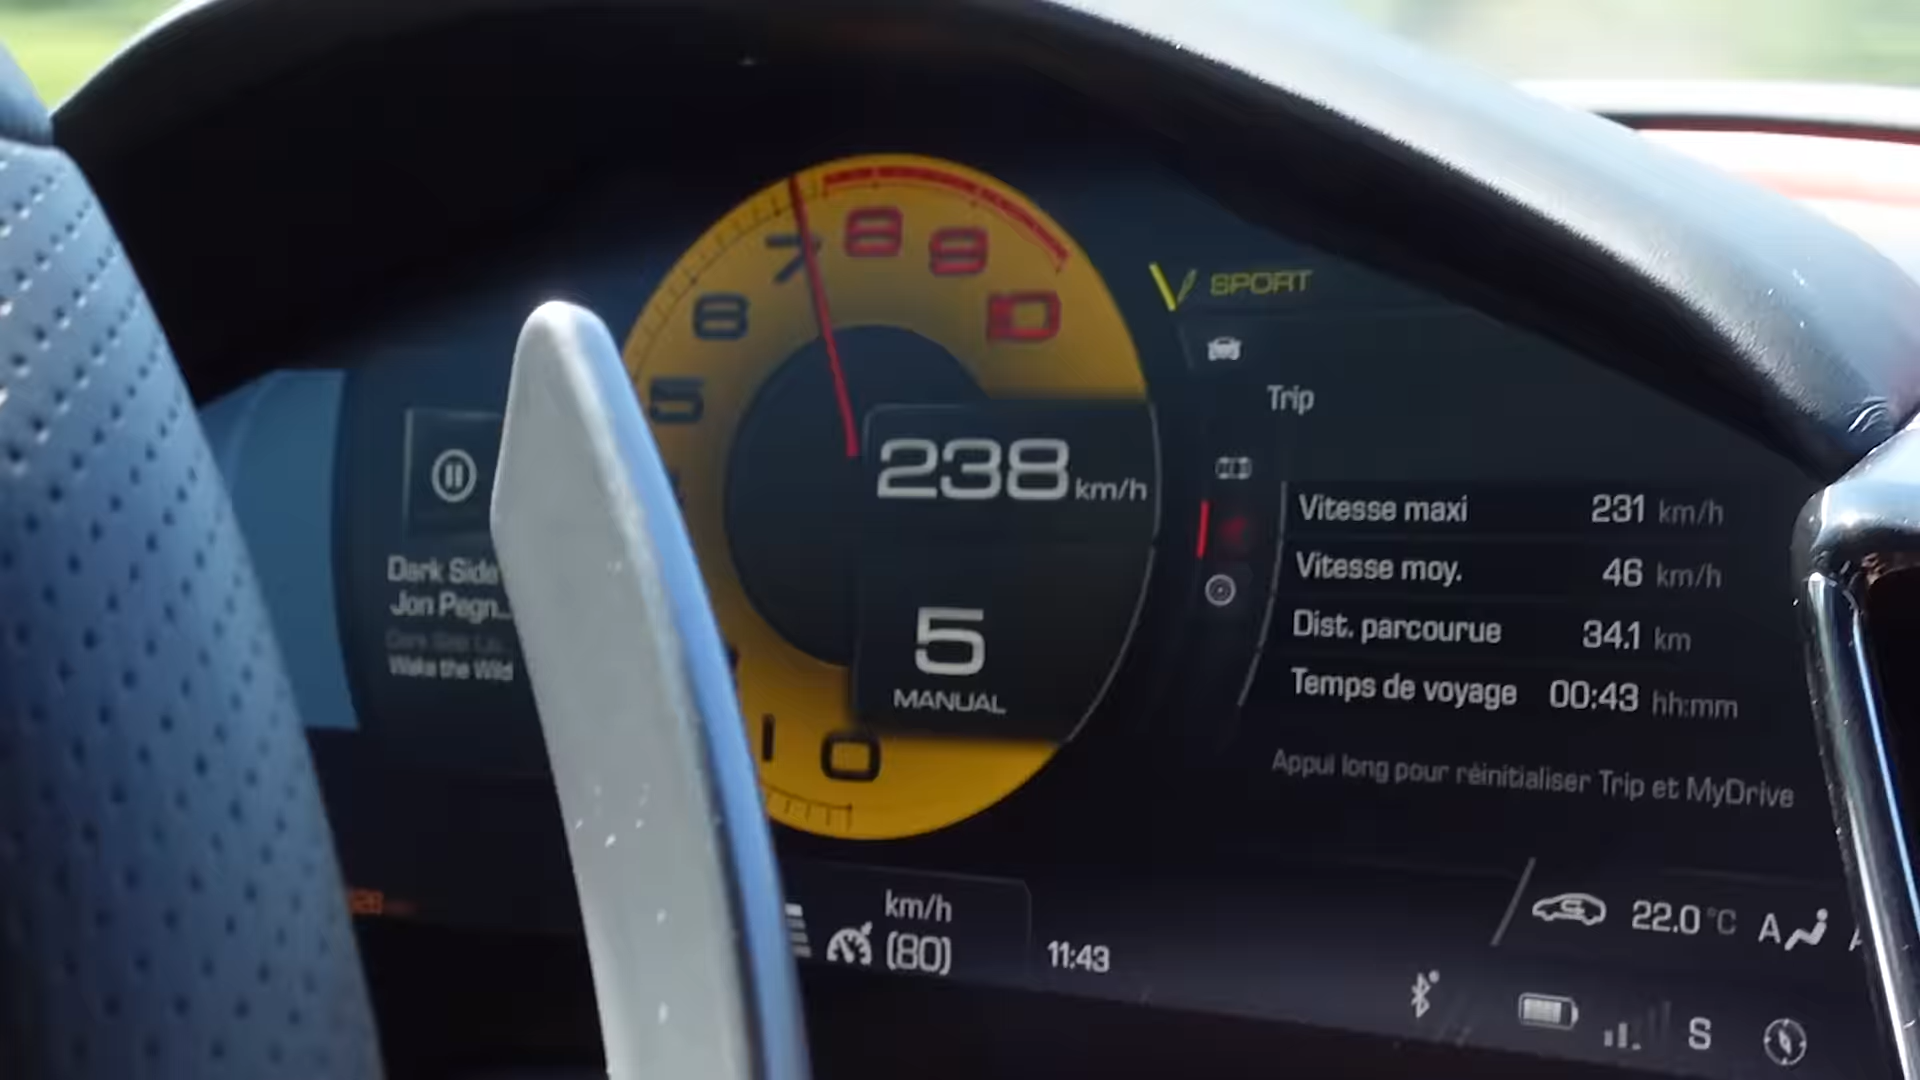 7 8 9 10
6
5
1 0
238 km/h
5
MANUAL
Dark Side
Jon Pegn...
Wake the Wild
SPORT
Trip
Vitesse maxi 231 km/h
Vitesse moy. 46 km/h
Dist. parcourue 34.1 km
Temps de voyage 00:43 hh:mm
Appui long pour réinitialiser Trip et MyDrive
km/h
(80)
11:43
22.0 °C A
S